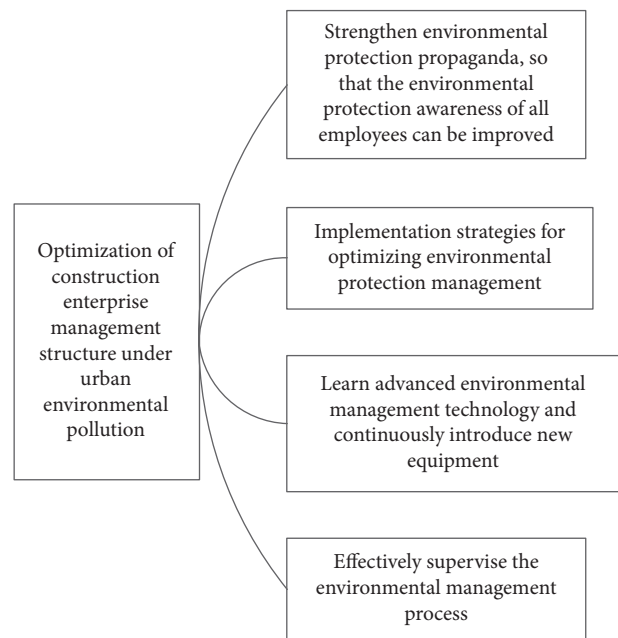 Strengthen environmental
protection propaganda, so
that the environmental
protection awareness of all
employees can be improved
Optimization of
construction
enterprise
management
structure under
urban
environmental
pollution
Implementation strategies for
optimizing environmental
protection management
Learn advanced environmental
management technology and
continuously introduce new
equipment
Effectively supervise the
environmental management
process